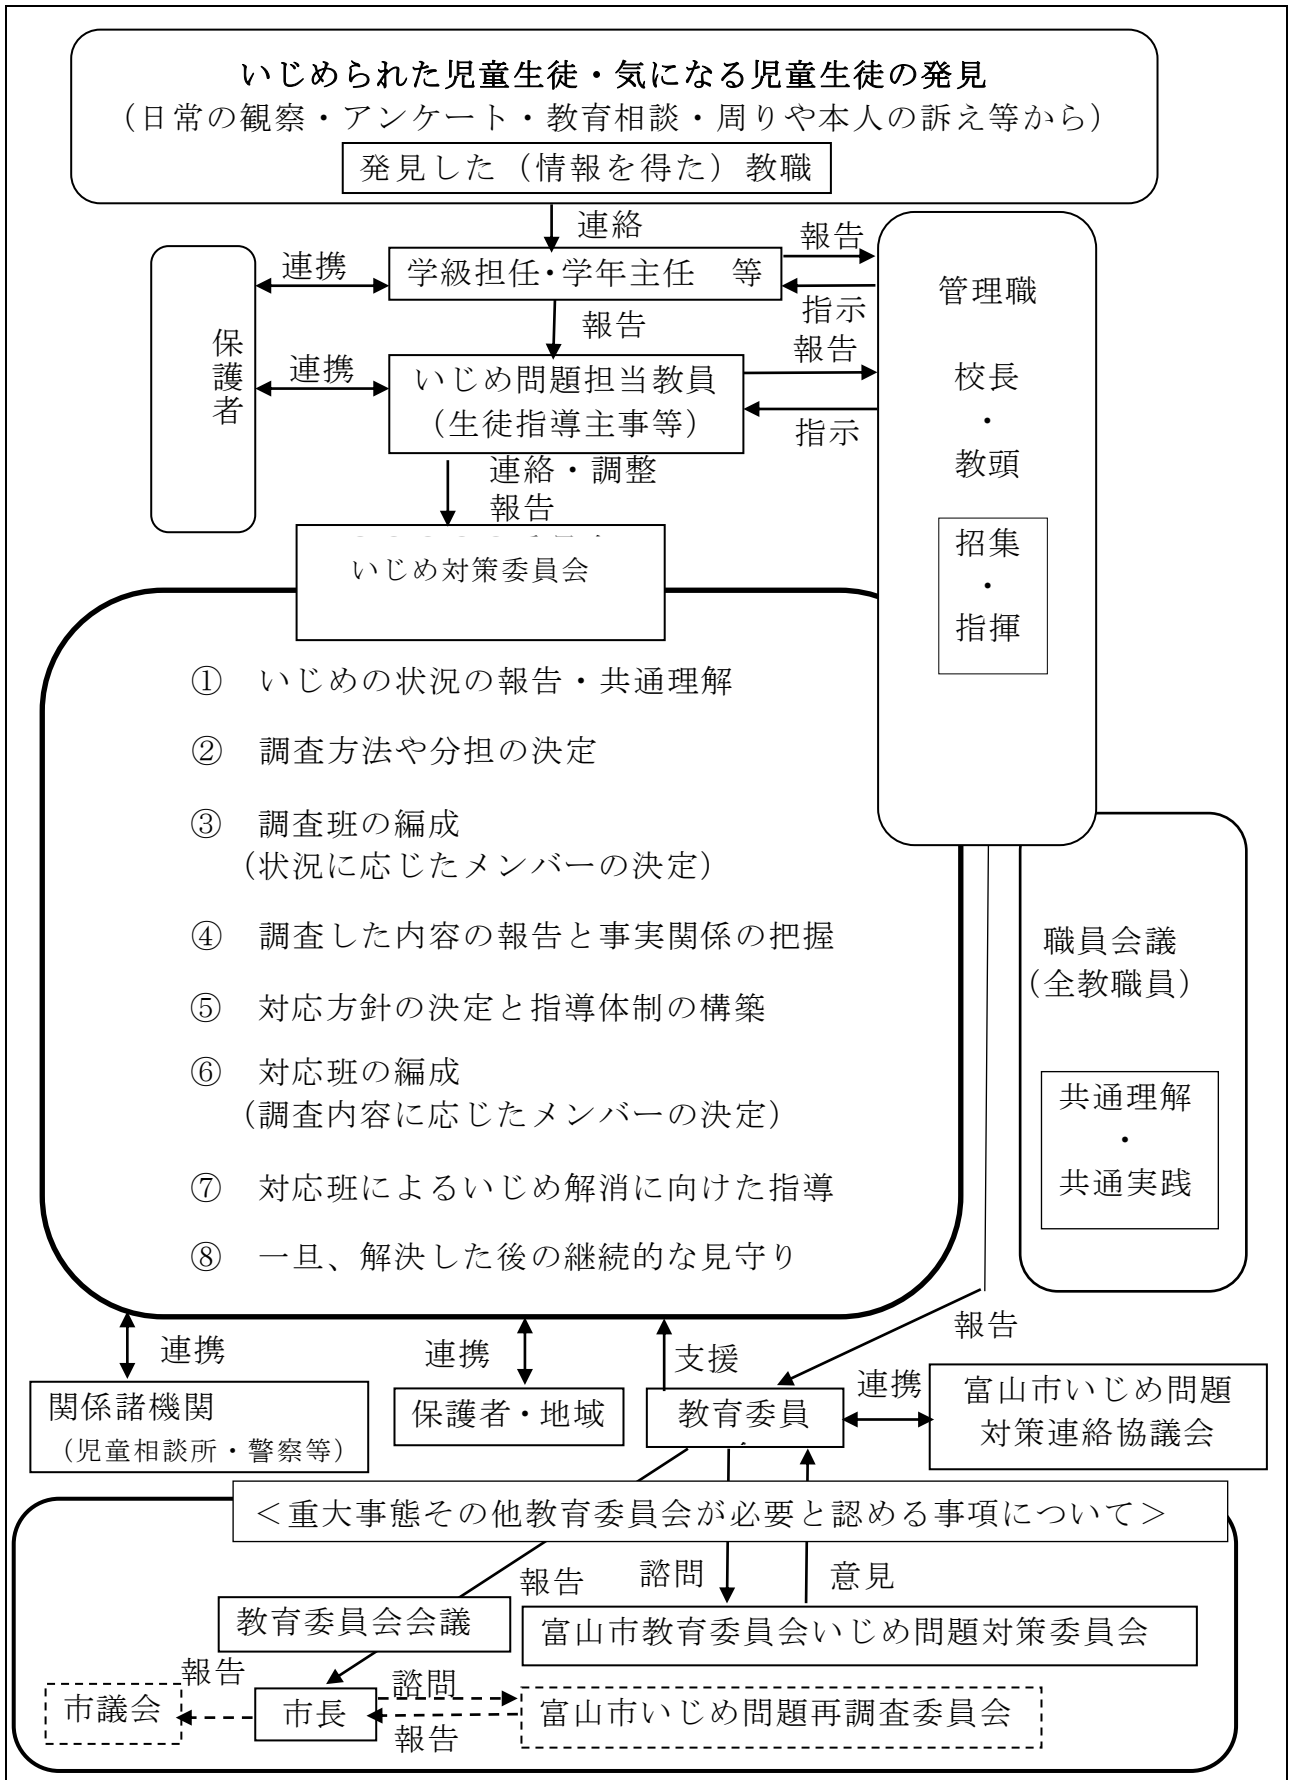 いじめられた児童生徒・気になる児童生徒の発見
（日常の観察・アンケート・教育相談・周りや本人の訴え等から）
発見した（情報を得た）教職
連絡
報告
連携
学級担任・学年主任　等
管理職
指示
報告
報告
保護者
連携
いじめ問題担当教員
（生徒指導主事等）
校長
・
教頭
指示
連絡・調整
報告
招集
・
指揮
いじめ対策委員会
①　いじめの状況の報告・共通理解
②　調査方法や分担の決定
③　調査班の編成
（状況に応じたメンバーの決定）
④　調査した内容の報告と事実関係の把握
⑤　対応方針の決定と指導体制の構築
⑥　対応班の編成
（調査内容に応じたメンバーの決定）
⑦　対応班によるいじめ解消に向けた指導
⑧　一旦、解決した後の継続的な見守り
職員会議
（全教職員）
共通理解
・
共通実践
報告
連携
連携
支援
連携
関係諸機関
（児童相談所・警察等）
保護者・地域
教育委員
富山市いじめ問題
対策連絡協議会
＜重大事態その他教育委員会が必要と認める事項について＞
報告
諮問
意見
教育委員会会議
富山市教育委員会いじめ問題対策委員会
報告
諮問
市議会
市長
富山市いじめ問題再調査委員会
報告